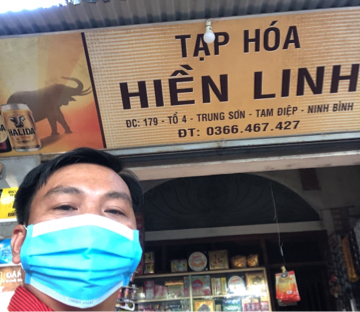 TẠP HÓA
HIỀN LINH
HALIDA
ĐC: 179 - TỔ 4 - TRUNG SƠN - TAM ĐIỆP - NINH BÌNH
ĐT: 0366.467.427